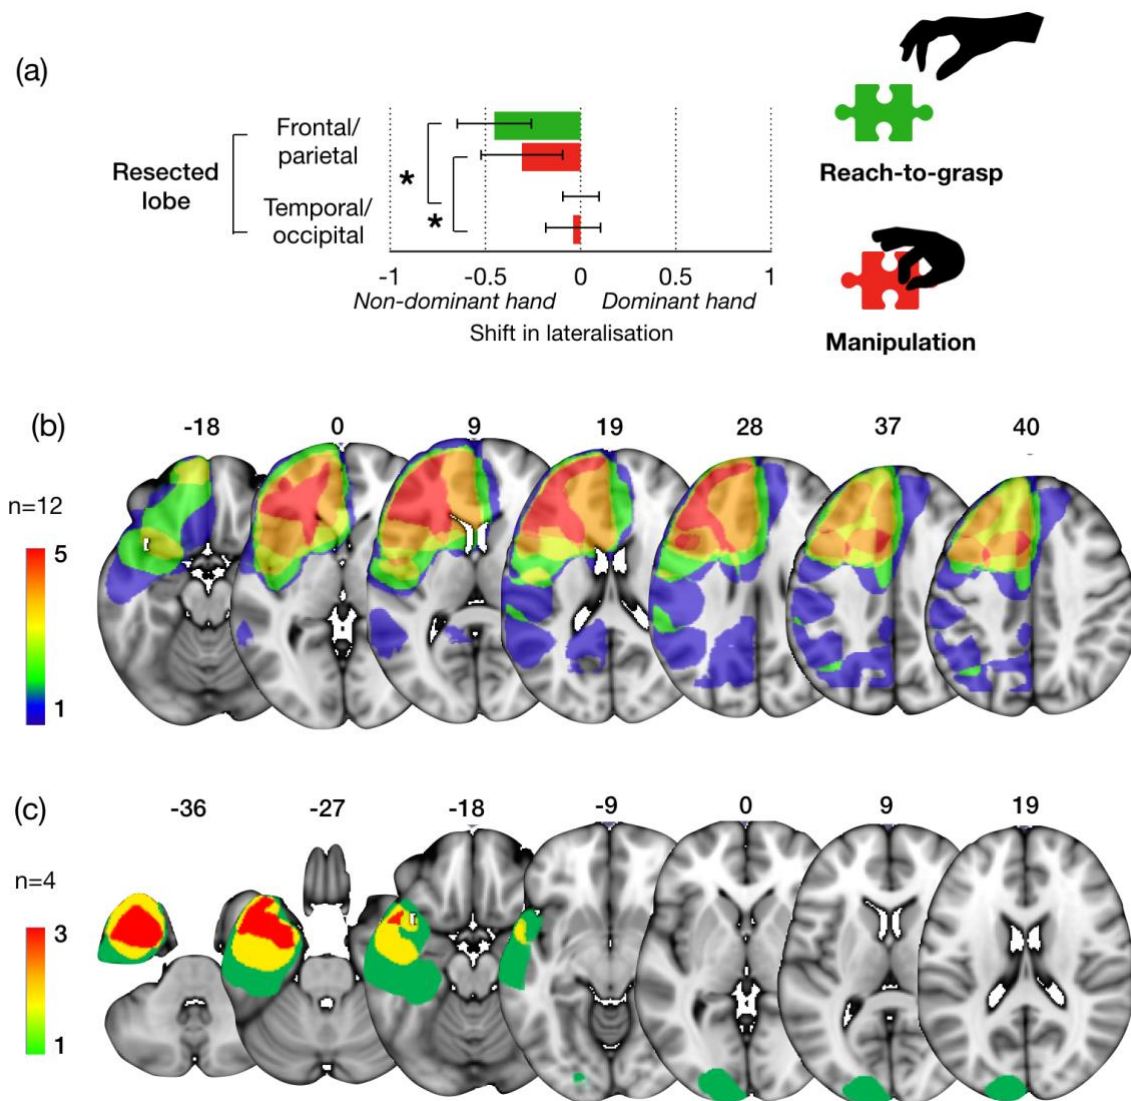 (a)
Frontal/
parietal
Resected
lobe
Temporal/
occipital
*
*
-1 -0.5 0 0.5 1
Non-dominant hand Dominant hand
Shift in lateralisation
Reach-to-grasp
Manipulation
(b)
-18 0 9 19 28 37 40
n=12
5
1
(c)
-36 -27 -18 -9 0 9 19
n=4
3
1